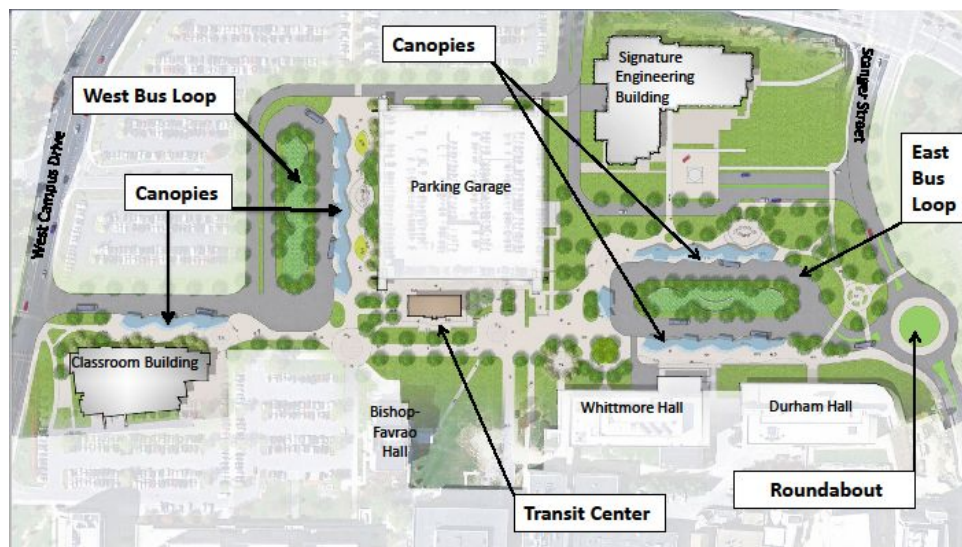 Canopies
Signature
Engineering
Building
Stanger Street
West Bus Loop
West Campus Drive
Canopies
Parking Garage
East
Bus
Loop
Classroom Building
Bishop-
Favrao
Hall
Whittmore Hall
Durham Hall
Transit Center
Roundabout